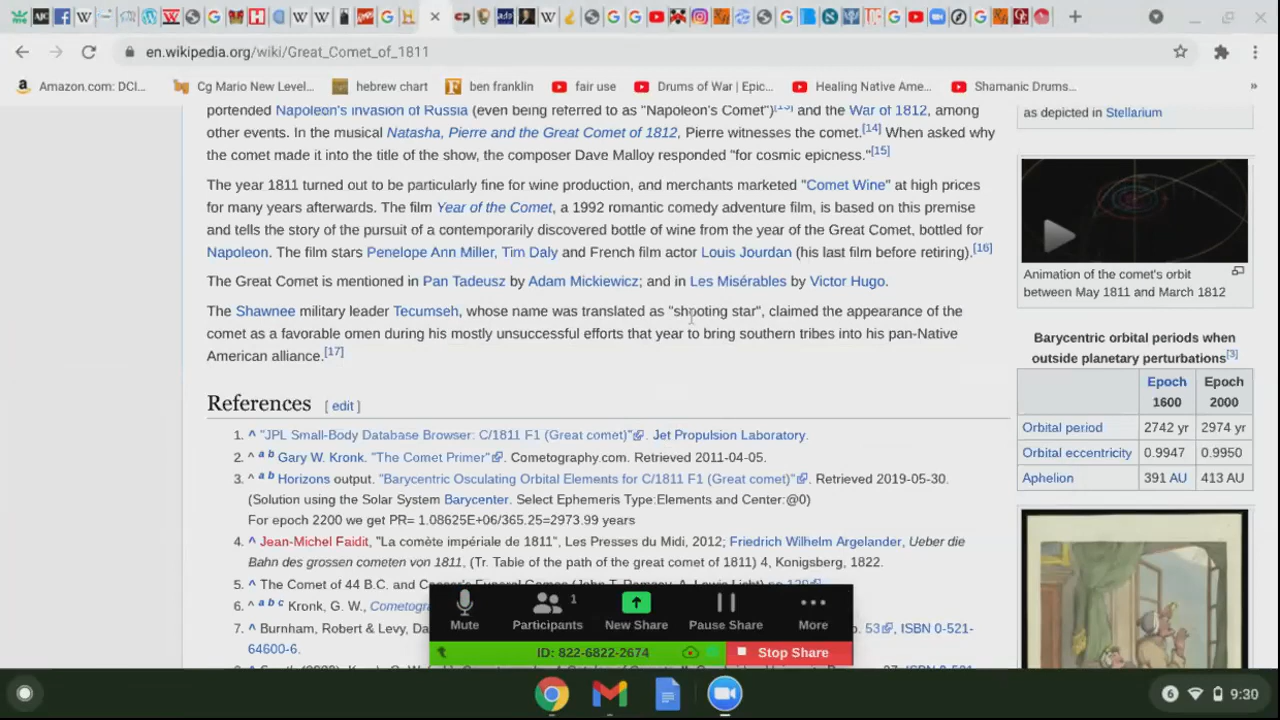 en.wikipedia.org/wiki/Great_Comet_of_1811
Amazon.com: DCI...
Cg Mario New Level...
hebrew chart
ben franklin
fair use
Drums of War | Epic...
Healing Native Ame...
Shamanic Drums...
»
portended Napoleon's invasion of Russia (even being referred to as "Napoleon's Comet")[13] and the War of 1812, among
other events. In the musical Natasha, Pierre and the Great Comet of 1812, Pierre witnesses the comet.[14] When asked why
the comet made it into the title of the show, the composer Dave Malloy responded "for cosmic epicness."[15]
The year 1811 turned out to be particularly fine for wine production, and merchants marketed "Comet Wine" at high prices
for many years afterwards. The film Year of the Comet, a 1992 romantic comedy adventure film, is based on this premise
and tells the story of the pursuit of a contemporarily discovered bottle of wine from the year of the Great Comet, bottled for
Napoleon. The film stars Penelope Ann Miller, Tim Daly and French film actor Louis Jourdan (his last film before retiring).[16]
The Great Comet is mentioned in Pan Tadeusz by Adam Mickiewicz; and in Les Misérables by Victor Hugo.
The Shawnee military leader Tecumseh, whose name was translated as "shooting star", claimed the appearance of the
comet as a favorable omen during his mostly unsuccessful efforts that year to bring southern tribes into his pan-Native
American alliance.[17]
References [ edit ]
1. ^ "JPL Small-Body Database Browser: C/1811 F1 (Great comet)". Jet Propulsion Laboratory.
2. ^ a b Gary W. Kronk. "The Comet Primer". Cometography.com. Retrieved 2011-04-05.
3. ^ a b Horizons output. "Barycentric Osculating Orbital Elements for C/1811 F1 (Great comet)". Retrieved 2019-05-30.
(Solution using the Solar System Barycenter. Select Ephemeris Type:Elements and Center:@0)
For epoch 2200 we get PR= 1.08625E+06/365.25=2973.99 years
4. ^ Jean-Michel Faidit, "La comète impériale de 1811", Les Presses du Midi, 2012; Friedrich Wilhelm Argelander, Ueber die
Bahn des grossen cometen von 1811, (Tr. Table of the path of the great comet of 1811) 4, Konigsberg, 1822.
5. ^ The Comet of 44 B.C. and
6. ^ a b c Kronk, G. W., Cometog
7. ^ Burnham, Robert & Levy, Da
p. 53, ISBN 0-521-
64600-6.
as depicted in Stellarium
Animation of the comet's orbit
between May 1811 and March 1812
Barycentric orbital periods when
outside planetary perturbations[3]
Epoch 1600 Epoch 2000
Orbital period 2742 yr 2974 yr
Orbital eccentricity 0.9947 0.9950
Aphelion 391 AU 413 AU
Mute
Participants 1
New Share
Pause Share
More
ID: 822-6822-2674
Stop Share
6 9:30